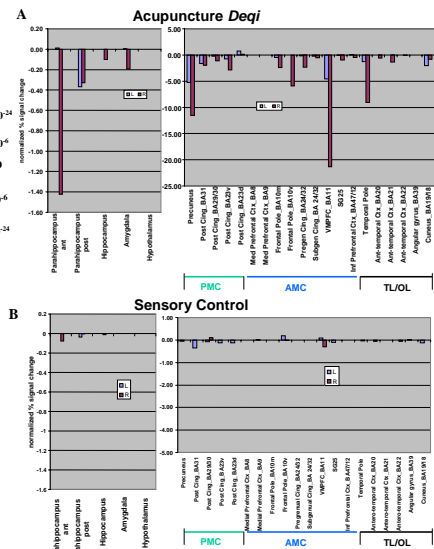 A
Acupuncture Deqi
0.20
0.00
-0.20
-0.40
-0.60
-0.80
-1.00
-1.20
-1.40
-1.60
normalized % signal change
L R
Parahippocampus ant
Parahippocampus post
Hippocampus
Amygdala
Hypothalamus
5.00
0.00
-5.00
-10.00
-15.00
-20.00
-25.00
L R
Precuneus
Post Cing_BA31
Post Cing_BA29/30
Post Cing_BA23v
Post Cing_BA23d
Med Prefrontal Ctx_BA8
Med Prefrontal Ctx_BA9
Frontal Pole_BA10m
Frontal Pole_BA10v
Pregen Cing_BA24/32
Subgen Cing_BA 24/32
VMPFC_BA11
SG25
Inf Prefrontal Ctx_BA47/12
Temporal Pole
Ant-temporal Ctx_BA20
Ant-temporal Ctx_BA21
Ant-temporal Ctx_BA22
Angular gyrus_BA39
Cuneus_BA19/18
PMC
AMC
TL/OL
-24
-6
-6
-24
B
Sensory Control
0.2
0
-0.2
-0.4
-0.6
-0.8
-1
-1.2
-1.4
-1.6
normalized % signal change
L
R
ant
post
Hippocampus
Amygdala
Hypothalamus
1.00
0.00
-1.00
-2.00
-3.00
-4.00
-5.00
L
R
Precuneus
Post Cing_BA31
Post Cing_BA29/30
Post Cing_BA23v
Post Cing_BA23d
Medial Prefrontal Ctx_BA8
Medial Prefrontal Ctx_BA9
Frontal Pole_BA10m
Frontal Pole_BA10v
Pregenual Cing_BA24/32
Subgenual Cing_BA 24/32
VMPFC_BA11
SG25
Inf Prefrontal Ctx_BA47/12
Temporal Pole
Antero-temporal Ctx_BA20
Antero-temporal Ctx_BA21
Antero-temporal Ctx_BA22
Angular gyrus_BA39
Cuneus_BA19/18
PMC
AMC
TL/OL